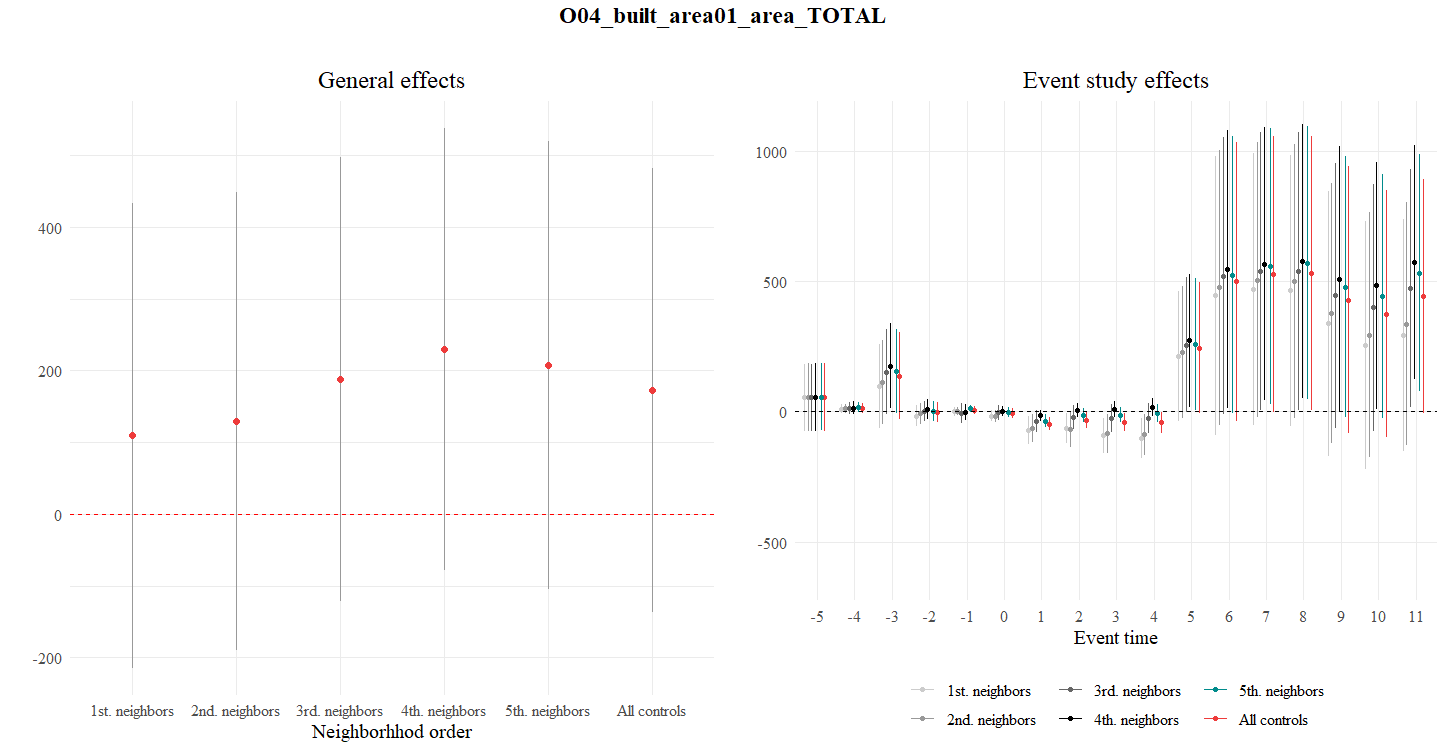 O04_built_area01_area_TOTAL
General effects
400
200
0
-200
1st. neighbors 2nd. neighbors 3rd. neighbors 4th. neighbors 5th. neighbors All controls
Neighborhhod order
Event study effects
1000
500
0
-500
-5 -4 -3 -2 -1 0 1 2 3 4 5 6 7 8 9 10 11
Event time
1st. neighbors 3rd. neighbors 5th. neighbors
2nd. neighbors 4th. neighbors All controls